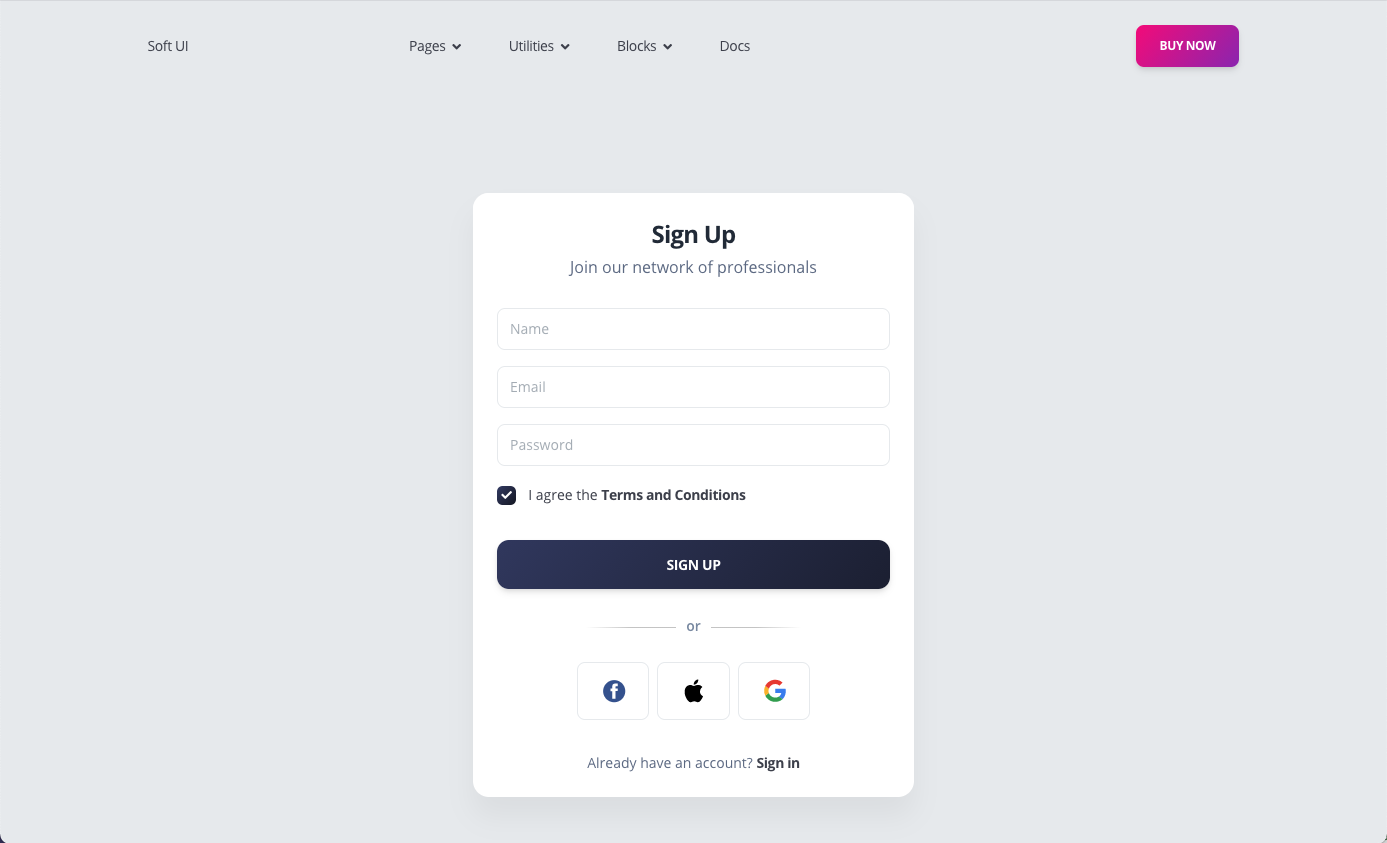 Soft UI Pages Utilities Blocks Docs BUY NOW
Sign Up
Join our network of professionals
Name
Email
Password
I agree the Terms and Conditions
SIGN UP
or
Already have an account? Sign in